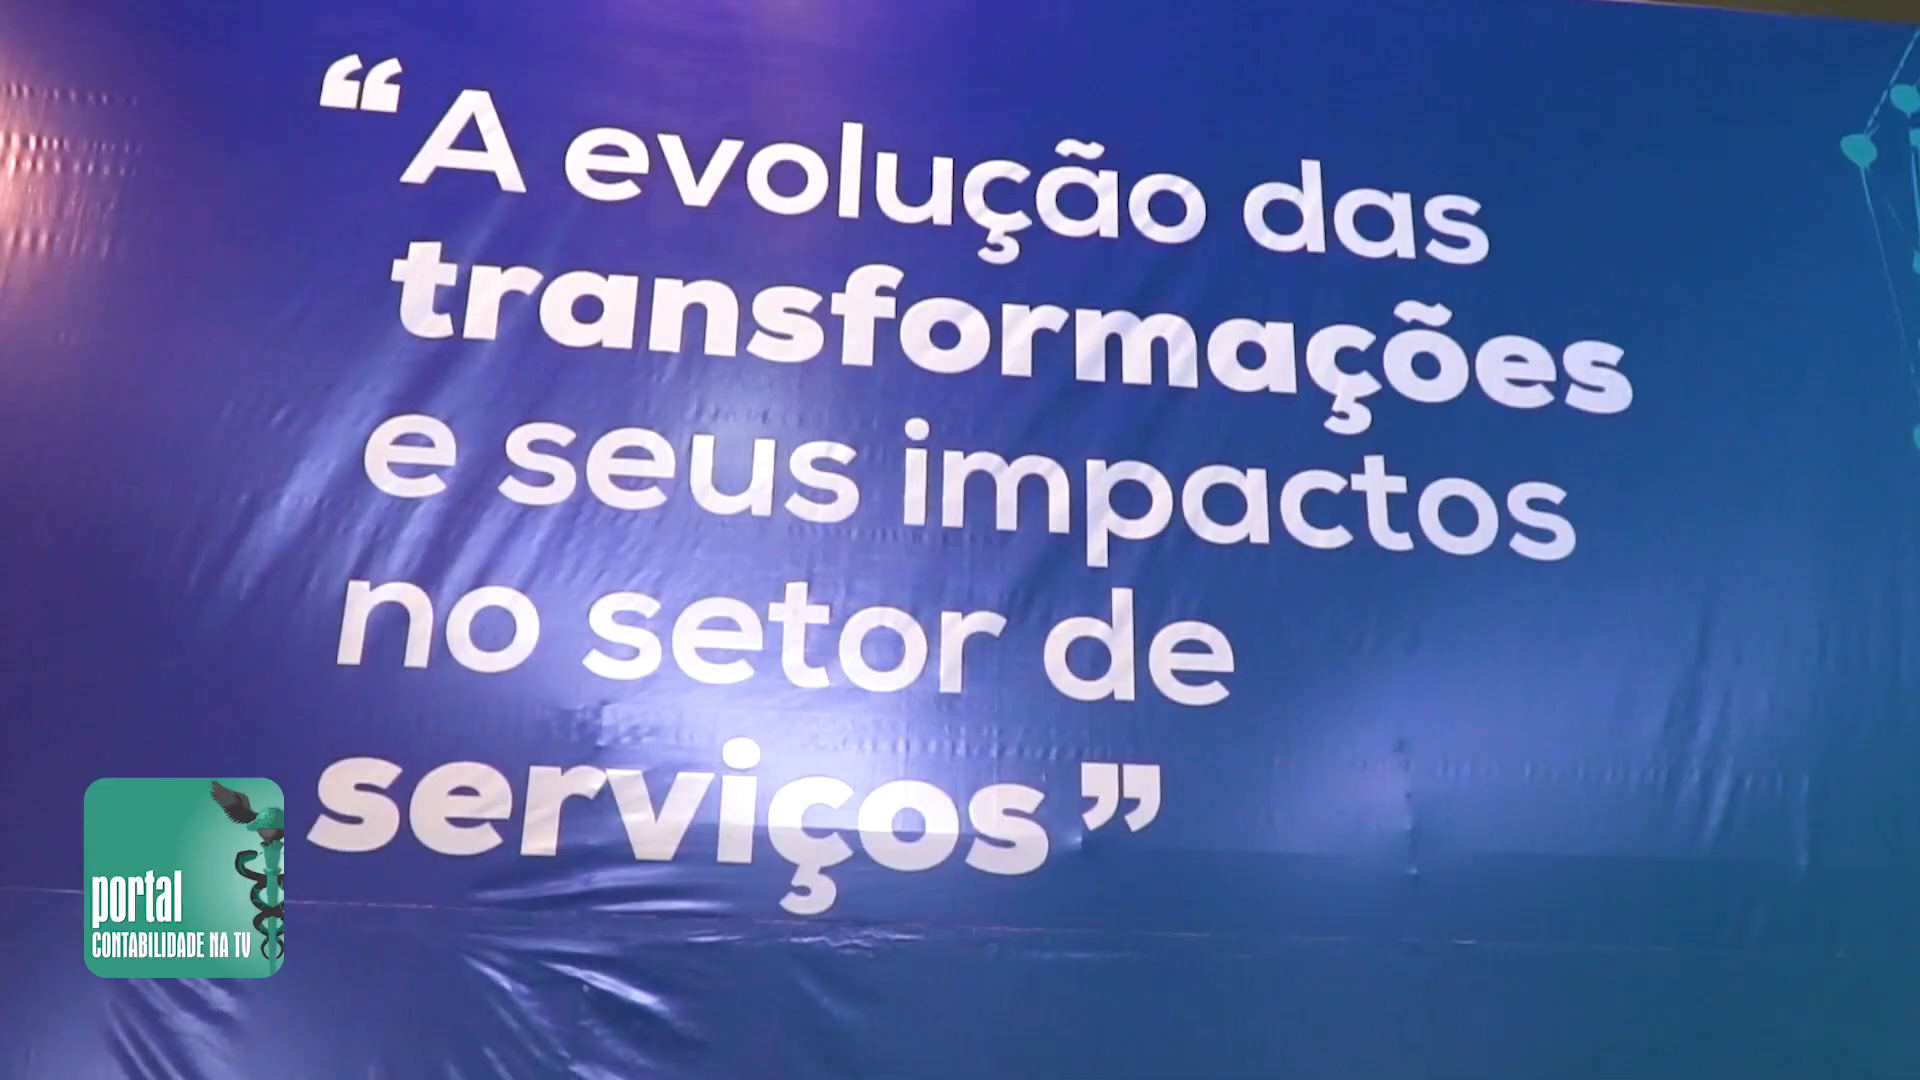 “A evolução das
transformações
e seus impactos
no setor de
serviços”
portal
CONTABILIDADE NA TV